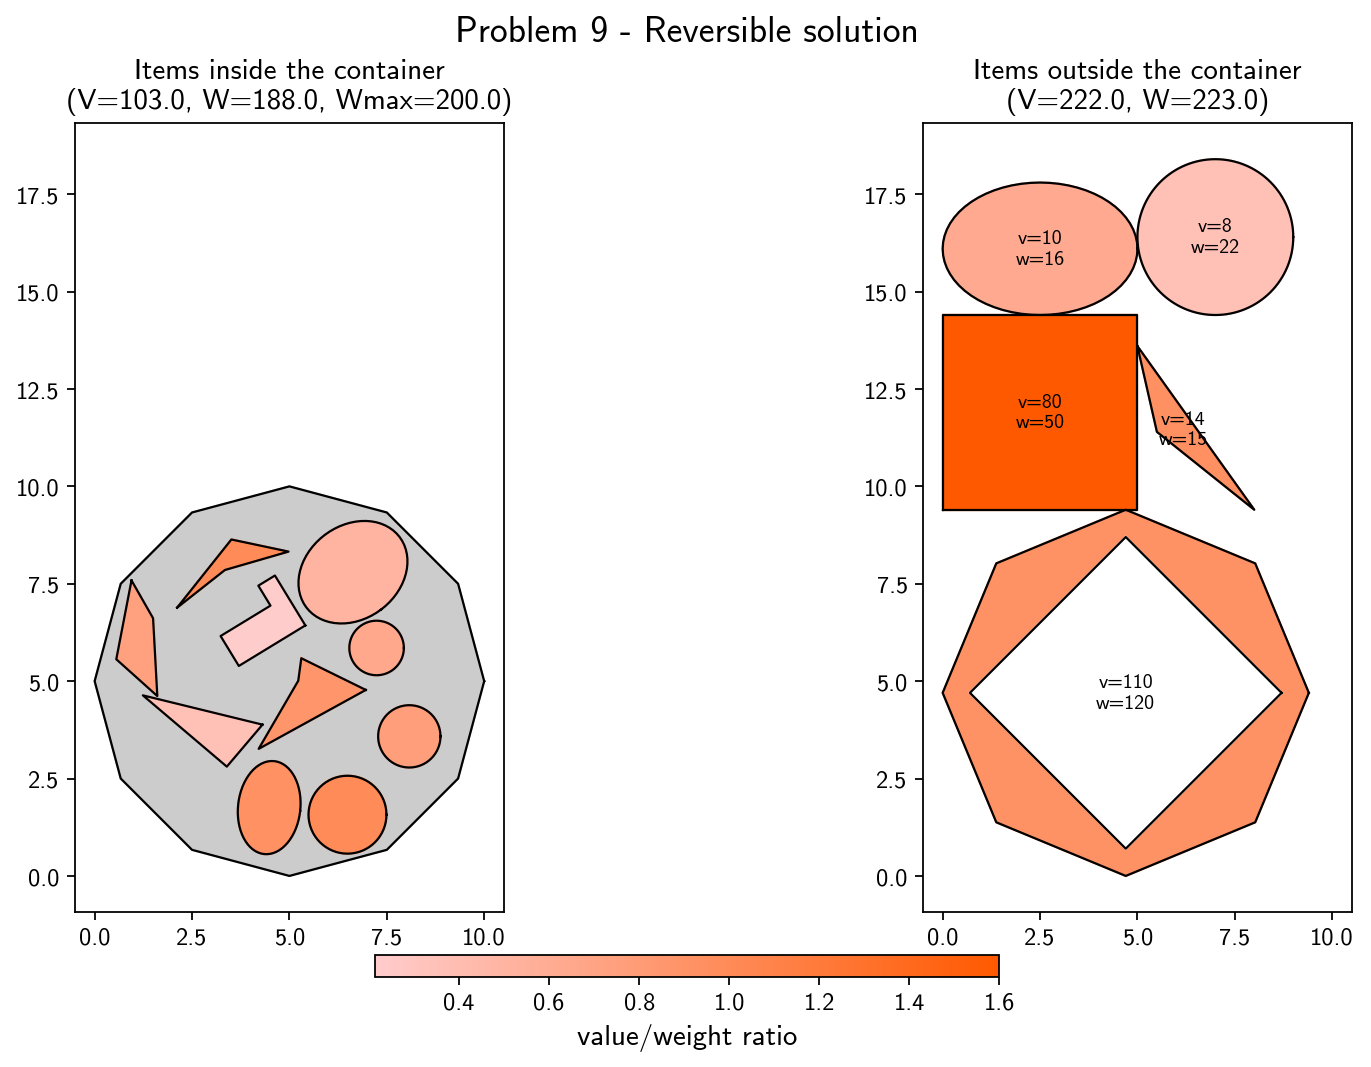 Problem 9 - Reversible solution
Items inside the container
(V=103.0, W=188.0, Wmax=200.0)
17.5
15.0
12.5
10.0
7.5
5.0
2.5
0.0
0.0 2.5 5.0 7.5 10.0
Items outside the container
(V=222.0, W=223.0)
17.5
15.0
12.5
10.0
7.5
5.0
2.5
0.0
0.0 2.5 5.0 7.5 10.0
v=10
w=16
v=8
w=22
v=80
w=50
v=14
w=15
v=110
w=120
0.4 0.6 0.8 1.0 1.2 1.4 1.6
value/weight ratio